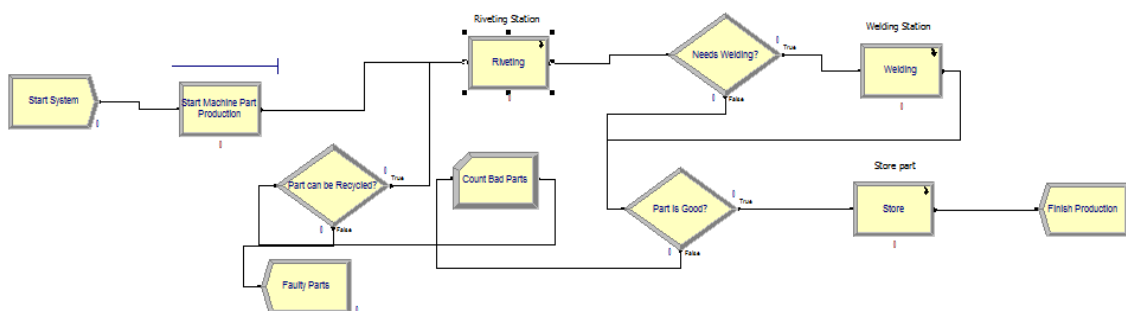 Riveting Station
Welding Station
Riveting
Needs Welding?
True
False
Welding
Start System
Start Machine Part
Production
Part can be Recycled?
True
False
Count Bad Parts
Store part
Part Is Good?
True
False
Store
Finish Production
Faulty Parts